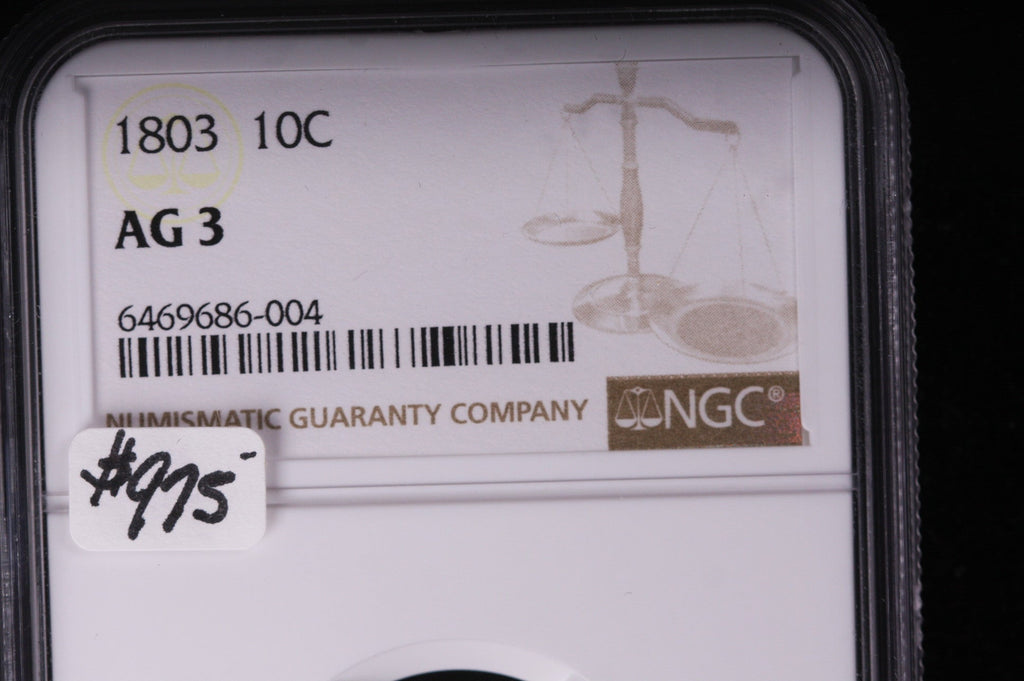 1803 10C
AG 3
6469686-004
NUMISMATIC GUARANTY COMPANY
NGC®
#975-